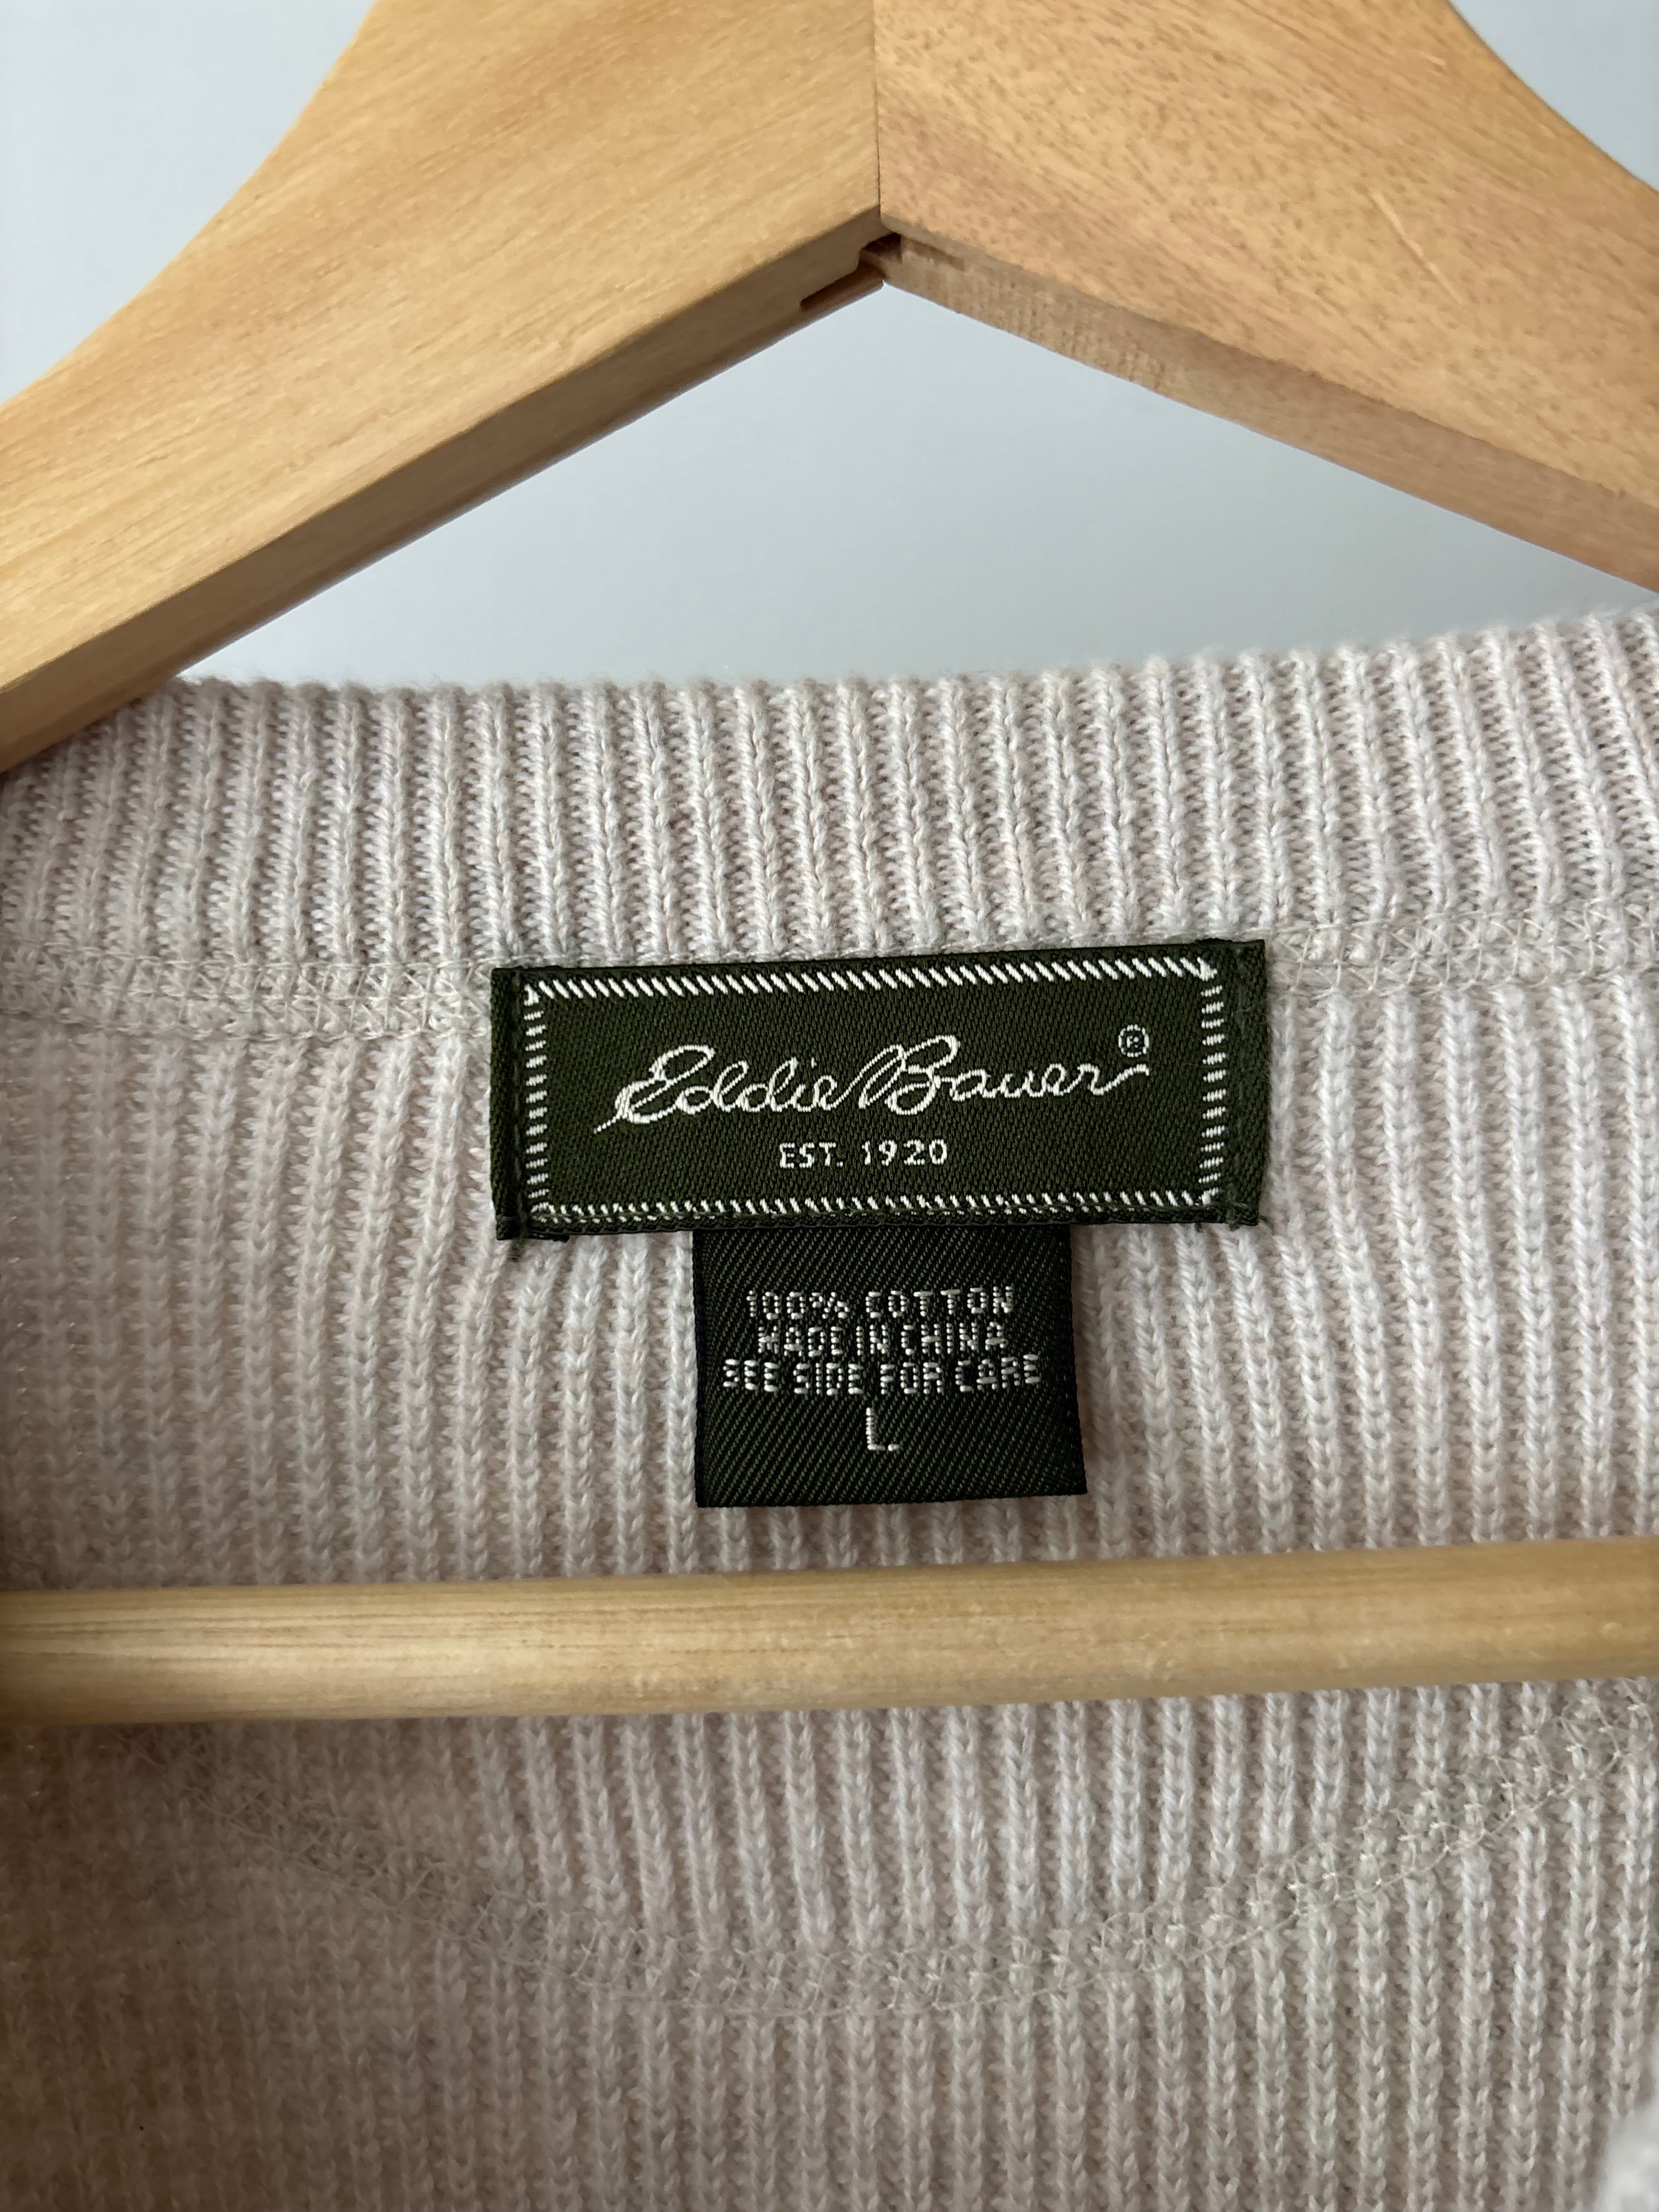 Eddie Bauer®
EST. 1920
100% COTTON
MADE IN CHINA
SEE SIDE FOR CARE
L.